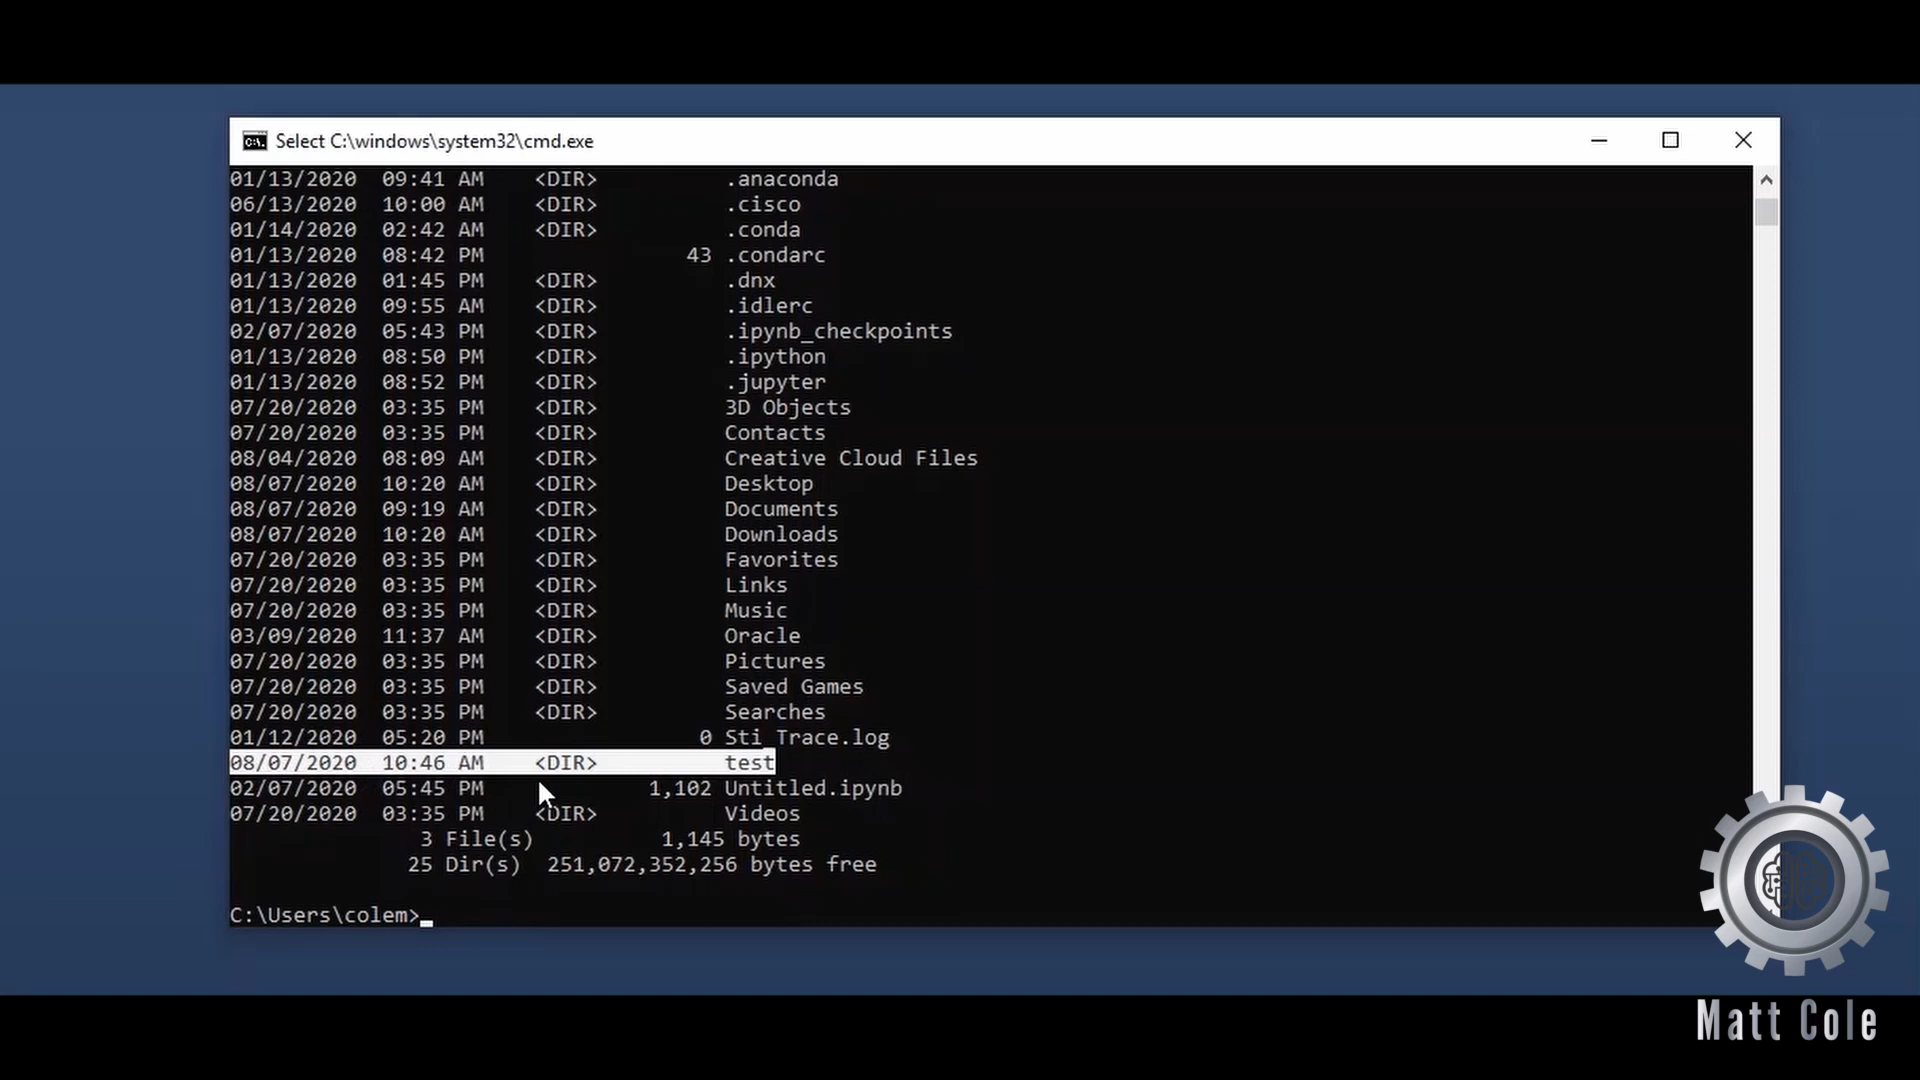 Select C:\windows\system32\cmd.exe
01/13/2020  09:41 AM    <DIR>          .anaconda
06/13/2020  10:00 AM    <DIR>          .cisco
01/14/2020  02:42 AM    <DIR>          .conda
01/13/2020  08:42 PM                43 .condarc
01/13/2020  01:45 PM    <DIR>          .dnx
01/13/2020  09:55 AM    <DIR>          .idlerc
02/07/2020  05:43 PM    <DIR>          .ipynb_checkpoints
01/13/2020  08:50 PM    <DIR>          .ipython
01/13/2020  08:52 PM    <DIR>          .jupyter
07/20/2020  03:35 PM    <DIR>          3D Objects
07/20/2020  03:35 PM    <DIR>          Contacts
08/04/2020  08:09 AM    <DIR>          Creative Cloud Files
08/07/2020  10:20 AM    <DIR>          Desktop
08/07/2020  09:19 AM    <DIR>          Documents
08/07/2020  10:20 AM    <DIR>          Downloads
07/20/2020  03:35 PM    <DIR>          Favorites
07/20/2020  03:35 PM    <DIR>          Links
07/20/2020  03:35 PM    <DIR>          Music
03/09/2020  11:37 AM    <DIR>          Oracle
07/20/2020  03:35 PM    <DIR>          Pictures
07/20/2020  03:35 PM    <DIR>          Saved Games
07/20/2020  03:35 PM    <DIR>          Searches
01/12/2020  05:20 PM                 0 Sti_Trace.log
08/07/2020  10:46 AM    <DIR>          test
02/07/2020  05:45 PM             1,102 Untitled.ipynb
07/20/2020  03:35 PM    <DIR>          Videos
3 File(s)          1,145 bytes
25 Dir(s)  251,072,352,256 bytes free
C:\Users\colem>_
Matt Cole